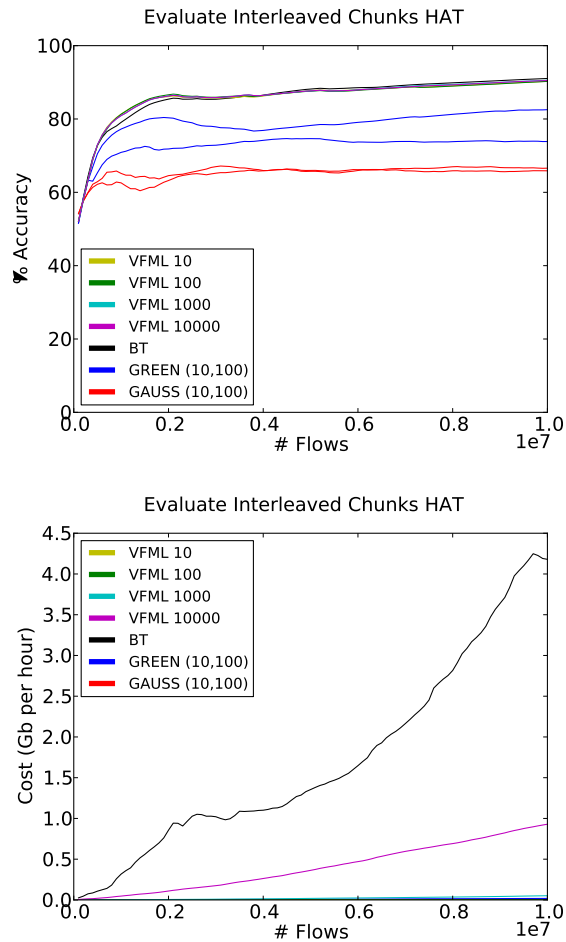 Evaluate Interleaved Chunks HAT
100
80
60
40
20
0
% Accuracy
VFML 10
VFML 100
VFML 1000
VFML 10000
BT
GREEN (10,100)
GAUSS (10,100)
0.0 0.2 0.4 0.6 0.8 1.0
# Flows
1e7
Evaluate Interleaved Chunks HAT
4.5
4.0
3.5
3.0
2.5
2.0
1.5
1.0
0.5
0.0
Cost (Gb per hour)
VFML 10
VFML 100
VFML 1000
VFML 10000
BT
GREEN (10,100)
GAUSS (10,100)
0.0 0.2 0.4 0.6 0.8 1.0
# Flows
1e7